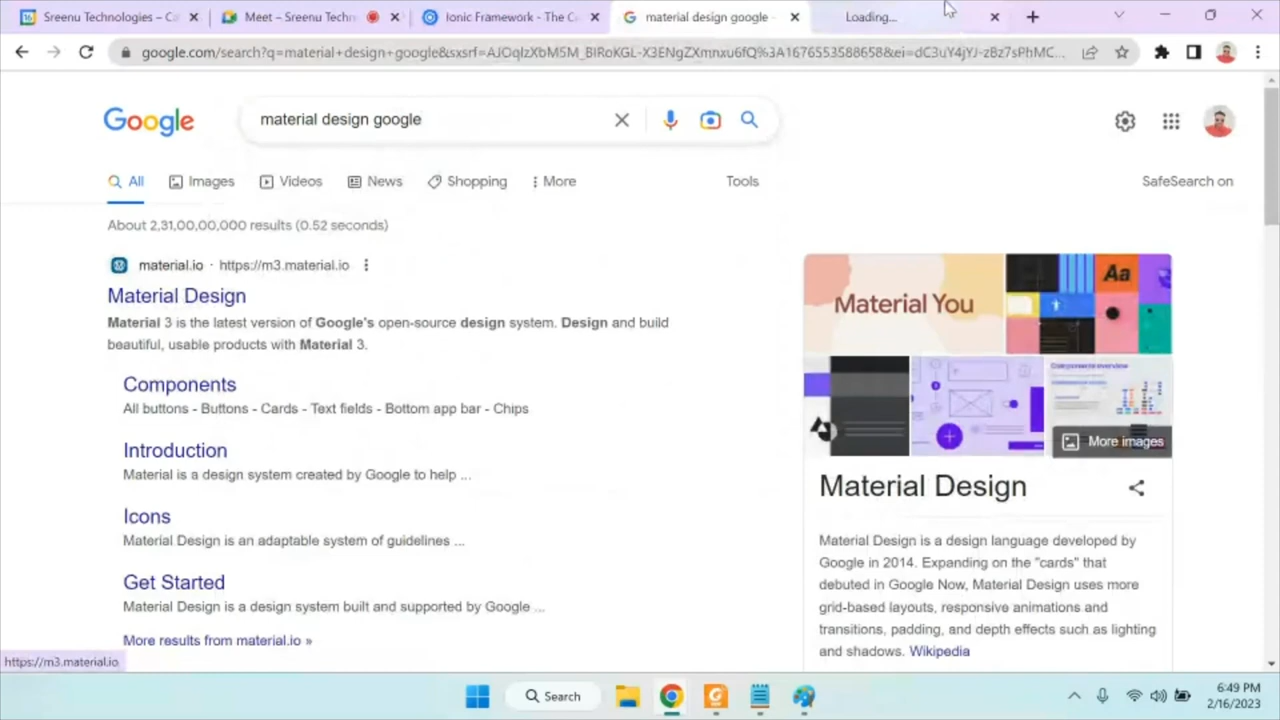 Sreenu Technologies – Ca
Meet – Sreenu Techn
Ionic Framework - The C
material design google -
Loading...
google.com/search?q=material+design+google&sxsrf=AJOqIzXbM5M_BIRoKGL-X3ENgZXmnxu6fQ%3A1676553588658&ei=dC3uY4jYJ-z8z7sPhMC...
Google
material design google
All
Images
Videos
News
Shopping
More
Tools
SafeSearch on
About 2,31,00,00,000 results (0.52 seconds)
material.io · https://m3.material.io
Material Design
Material 3 is the latest version of Google's open-source design system. Design and build
beautiful, usable products with Material 3.
Components
All buttons - Buttons - Cards - Text fields - Bottom app bar - Chips
Introduction
Material is a design system created by Google to help ...
Icons
Material Design is an adaptable system of guidelines ...
Get Started
Material Design is a design system built and supported by Google ...
More results from material.io »
Material You
Aa
Components overview
More images
Material Design
Material Design is a design language developed by
Google in 2014. Expanding on the "cards" that
debuted in Google Now, Material Design uses more
grid-based layouts, responsive animations and
transitions, padding, and depth effects such as lighting
and shadows. Wikipedia
https://m3.material.io
Search
6:49 PM
2/16/2023